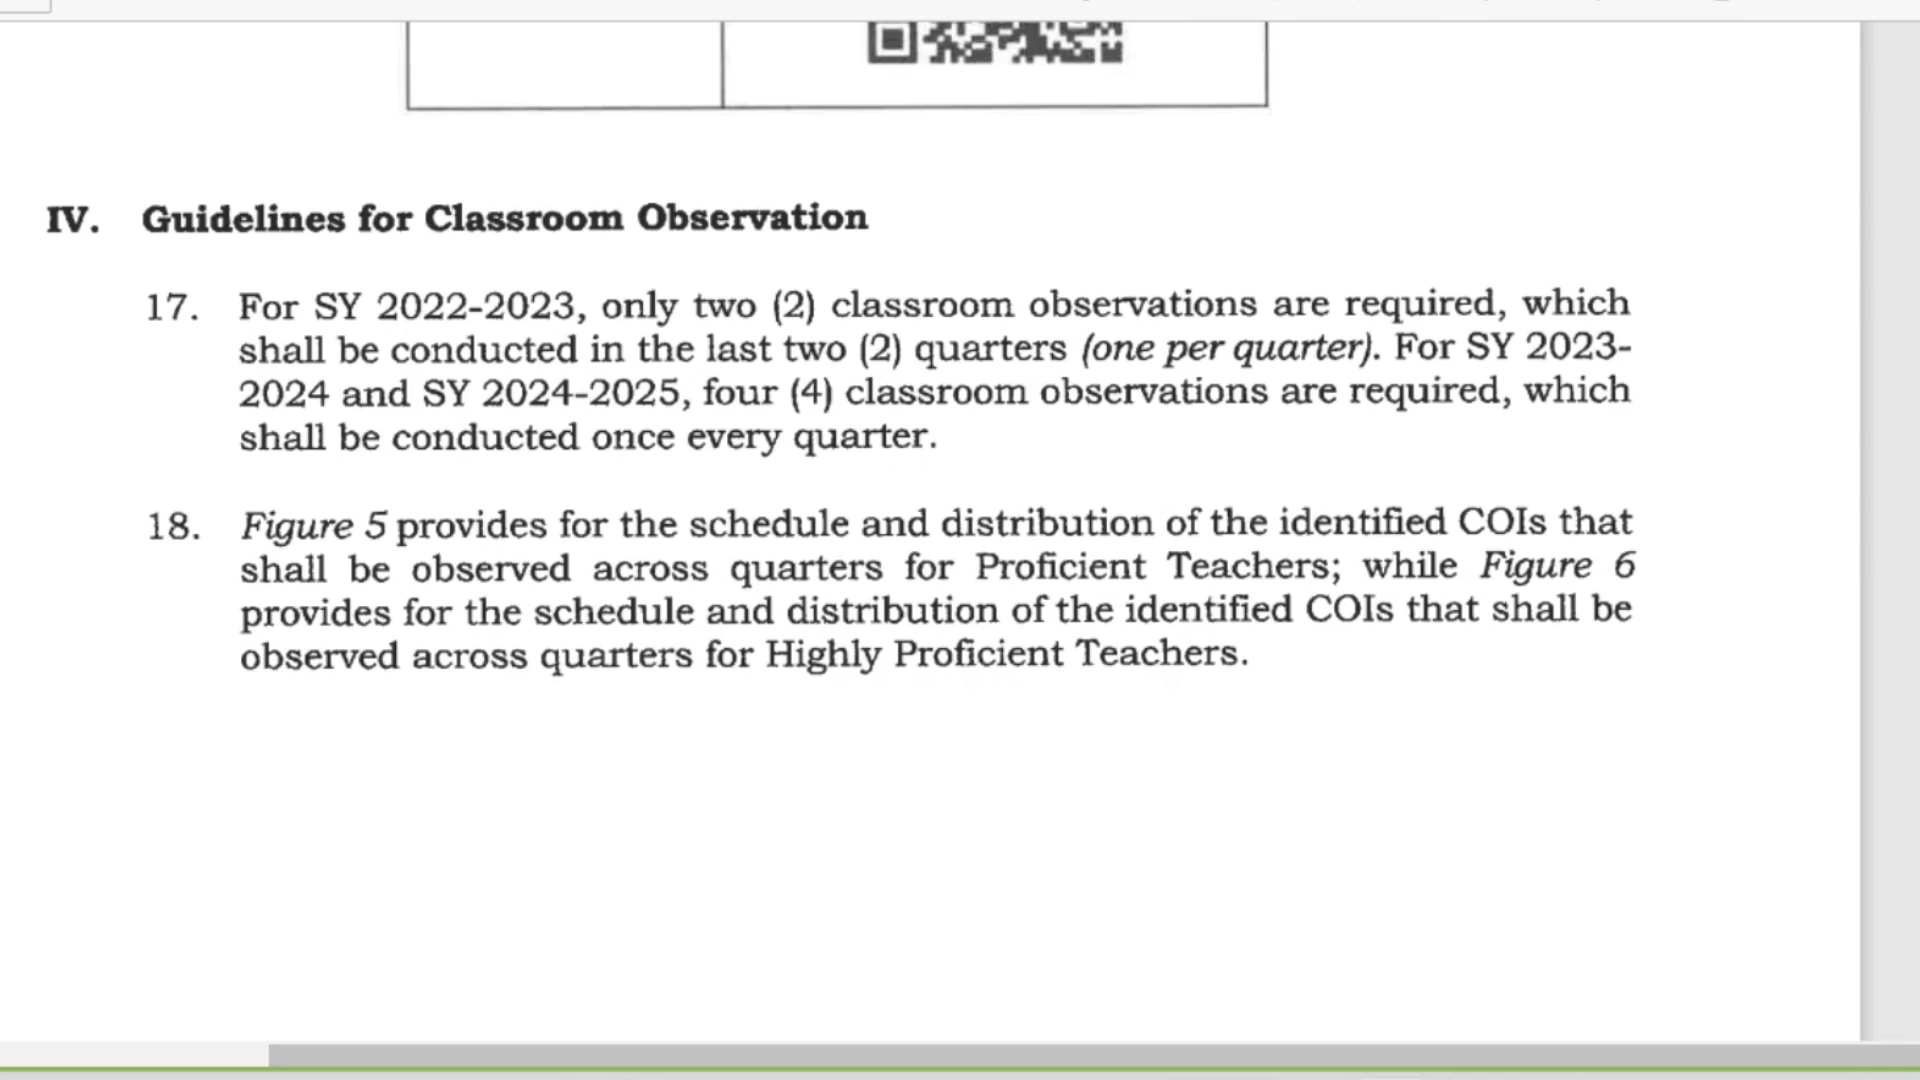 IV. Guidelines for Classroom Observation
17. For SY 2022-2023, only two (2) classroom observations are required, which
shall be conducted in the last two (2) quarters (one per quarter). For SY 2023-
2024 and SY 2024-2025, four (4) classroom observations are required, which
shall be conducted once every quarter.
18. Figure 5 provides for the schedule and distribution of the identified COIs that
shall be observed across quarters for Proficient Teachers; while Figure 6
provides for the schedule and distribution of the identified COIs that shall be
observed across quarters for Highly Proficient Teachers.